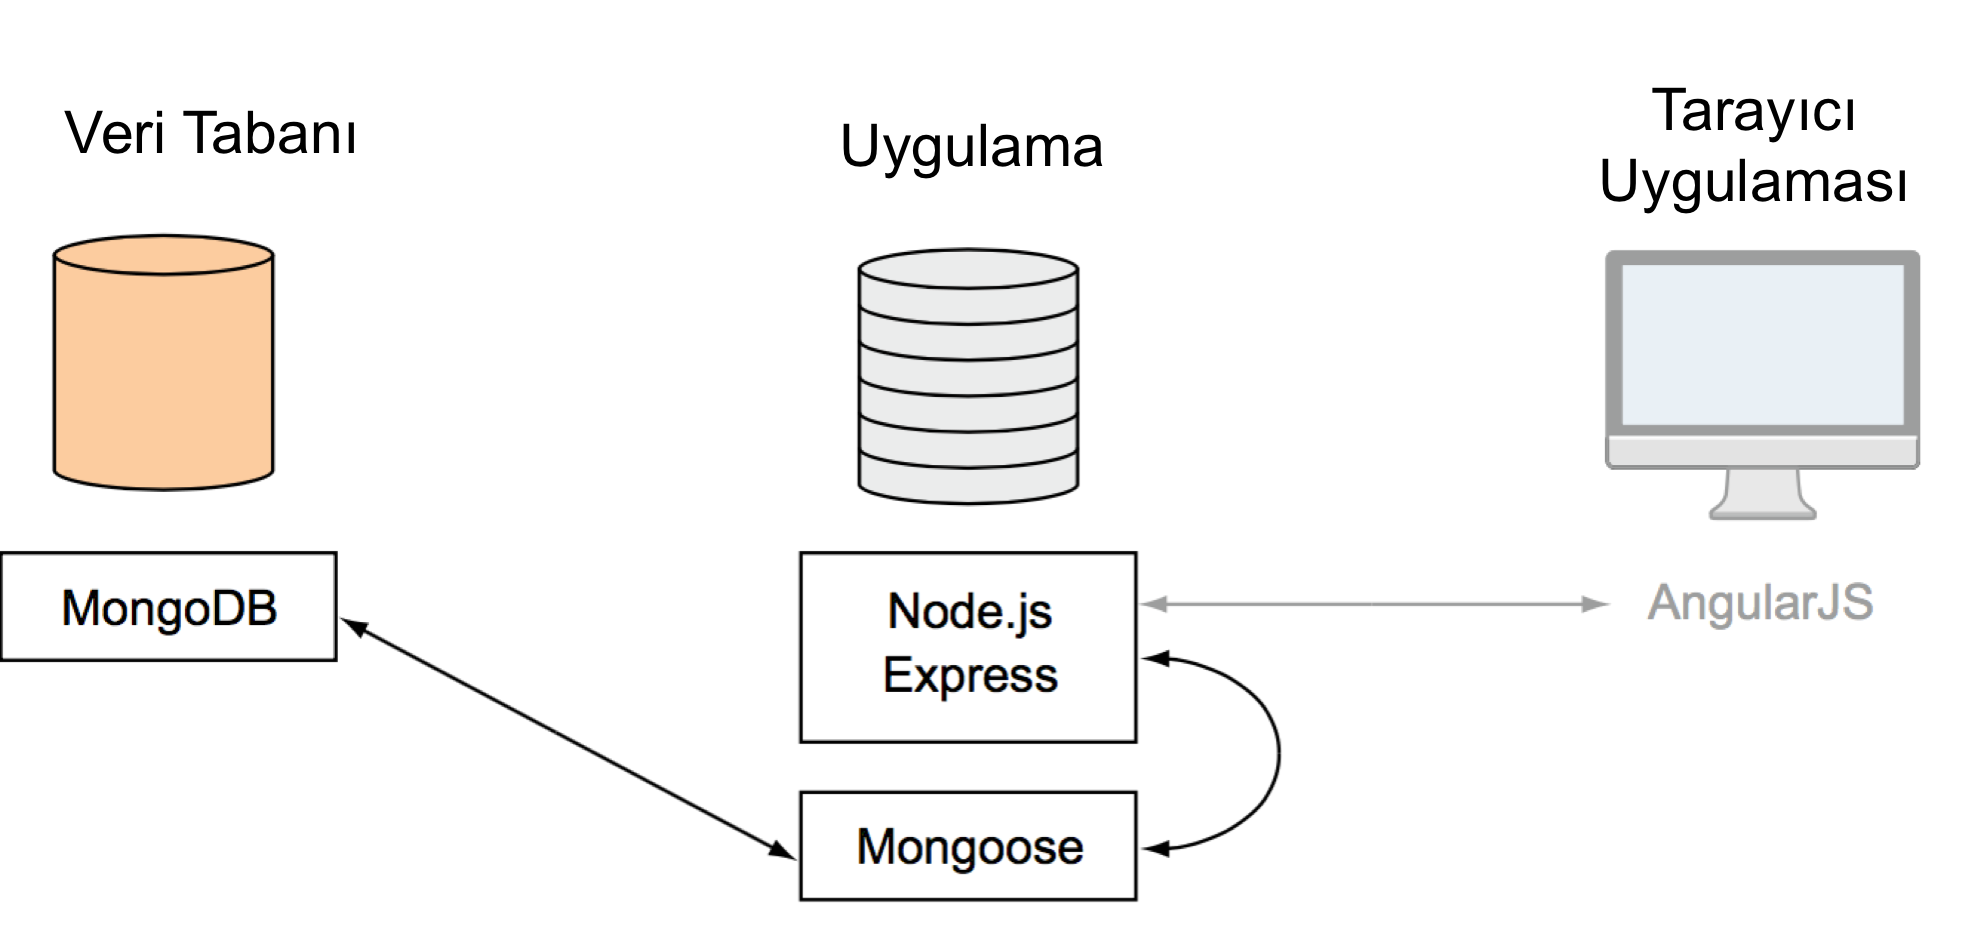 Veri Tabanı
Uygulama
Tarayıcı
Uygulaması
MongoDB
Node.js
Express
AngularJS
Mongoose